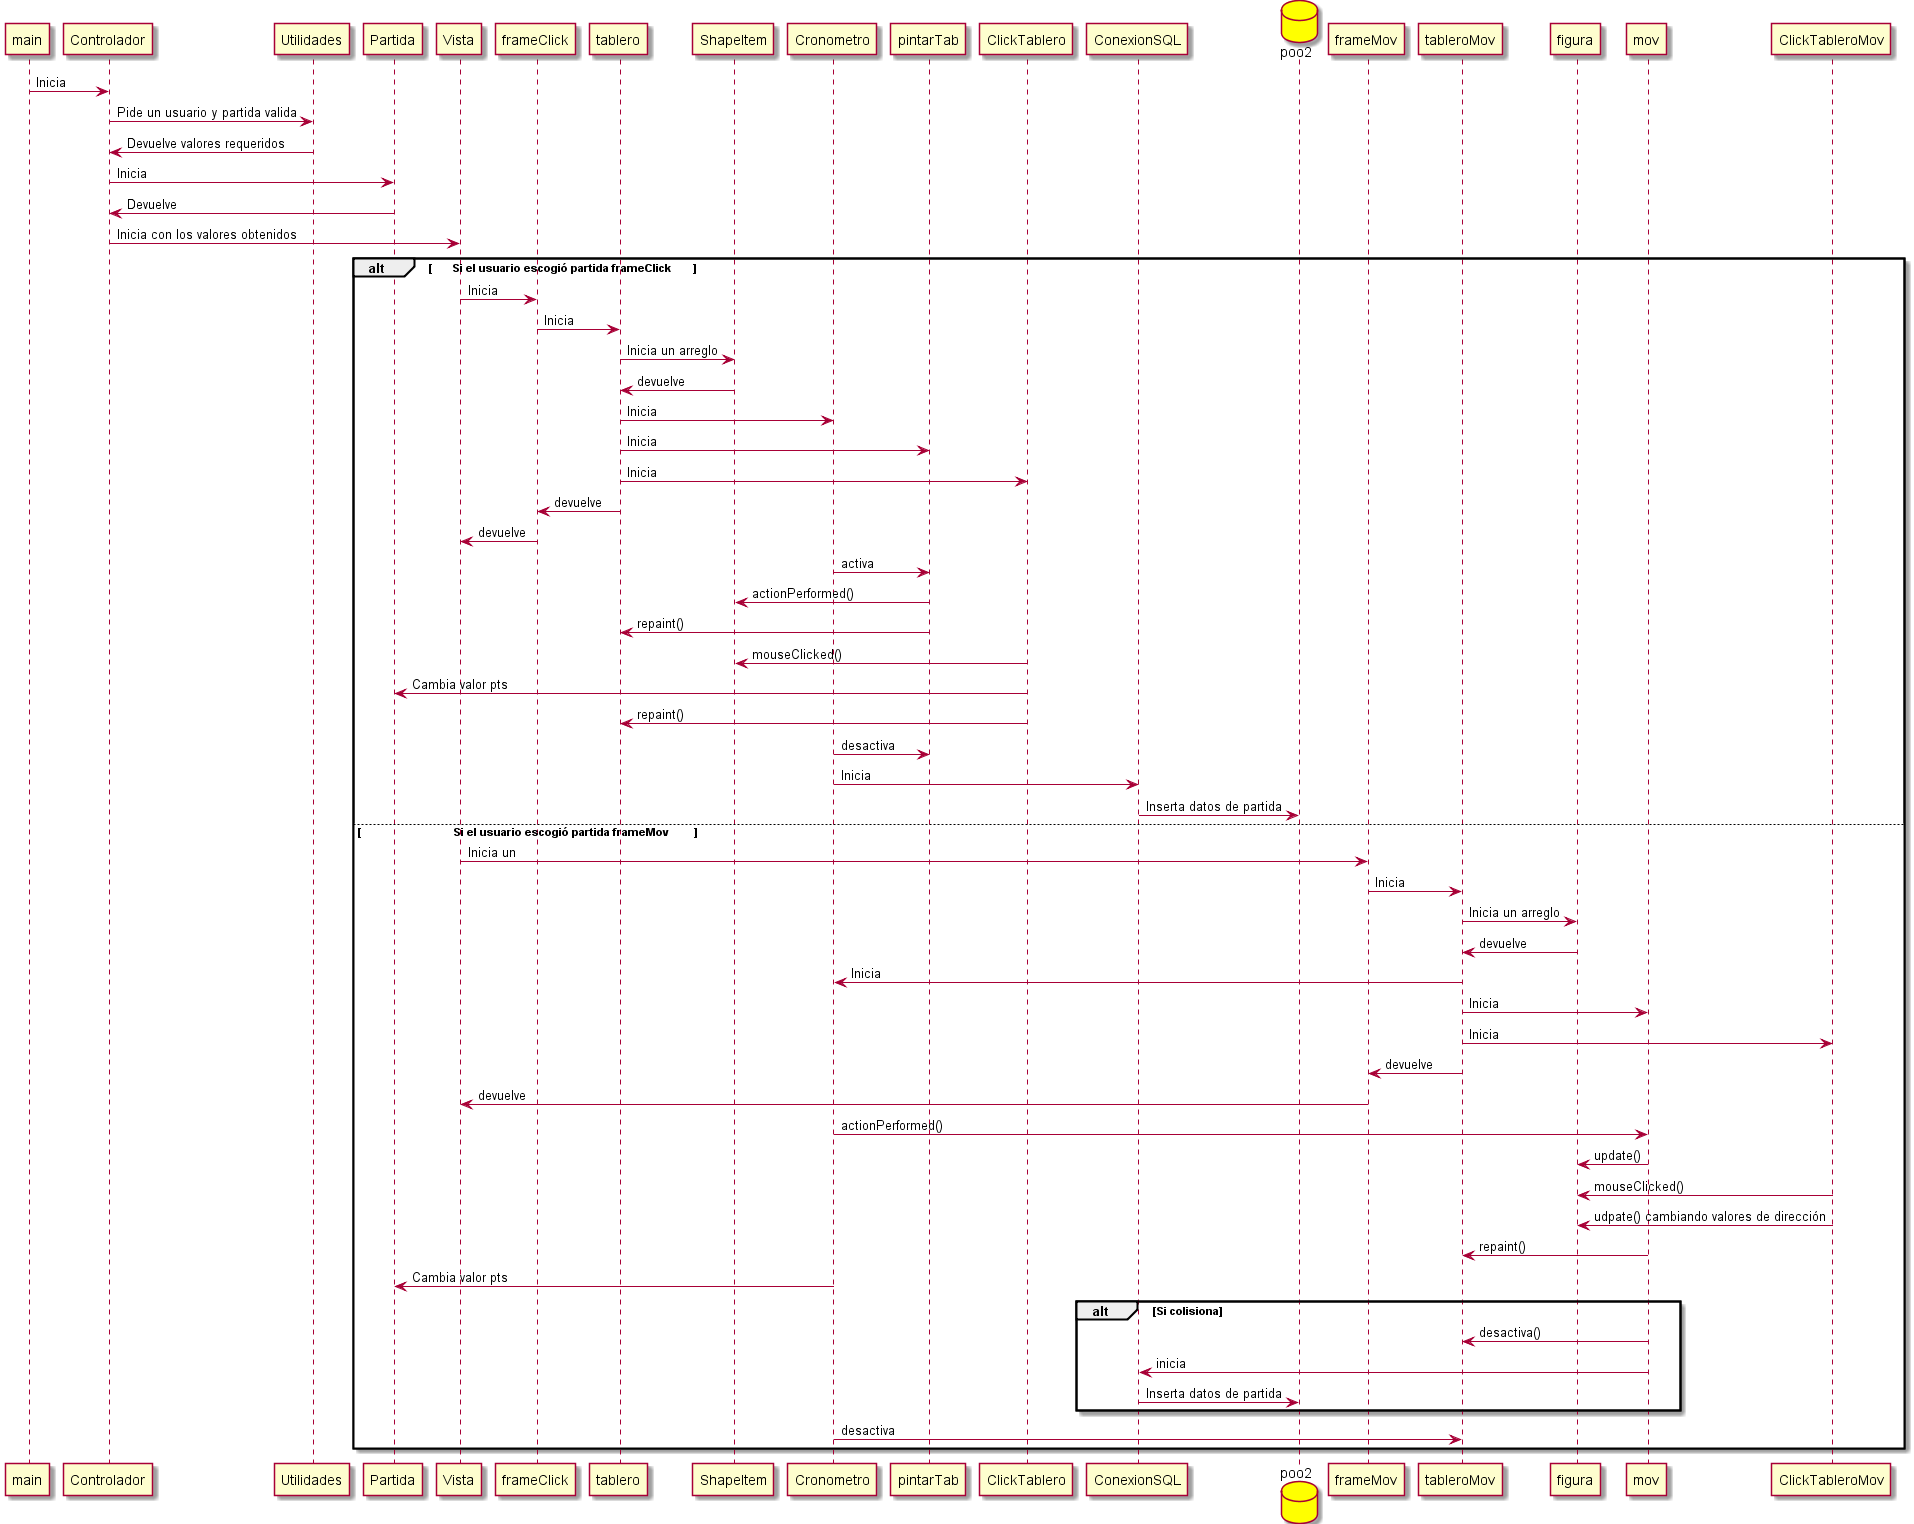 main Controlador Utilidades Partida Vista frameClick tablero ShapeItem Cronometro pintarTab ClickTablero ConexionSQL poo2 frameMov tableroMov figura mov ClickTableroMov
Inicia
Pide un usuario y partida valida
Devuelve valores requeridos
Inicia
Devuelve
Inicia con los valores obtenidos
alt [ Si el usuario escogió partida frameClick ]
Inicia
Inicia
Inicia un arreglo
devuelve
Inicia
Inicia
Inicia
devuelve
devuelve
activa
actionPerformed()
repaint()
mouseClicked()
Cambia valor pts
repaint()
desactiva
Inicia
Inserta datos de partida
[ Si el usuario escogió partida frameMov ]
Inicia un
Inicia
Inicia un arreglo
devuelve
Inicia
Inicia
Inicia
devuelve
devuelve
actionPerformed()
update()
mouseClicked()
udpate() cambiando valores de dirección
repaint()
Cambia valor pts
alt [Si colisiona]
desactiva()
inicia
Inserta datos de partida
desactiva
main Controlador Utilidades Partida Vista frameClick tablero ShapeItem Cronometro pintarTab ClickTablero ConexionSQL poo2 frameMov tableroMov figura mov ClickTableroMov